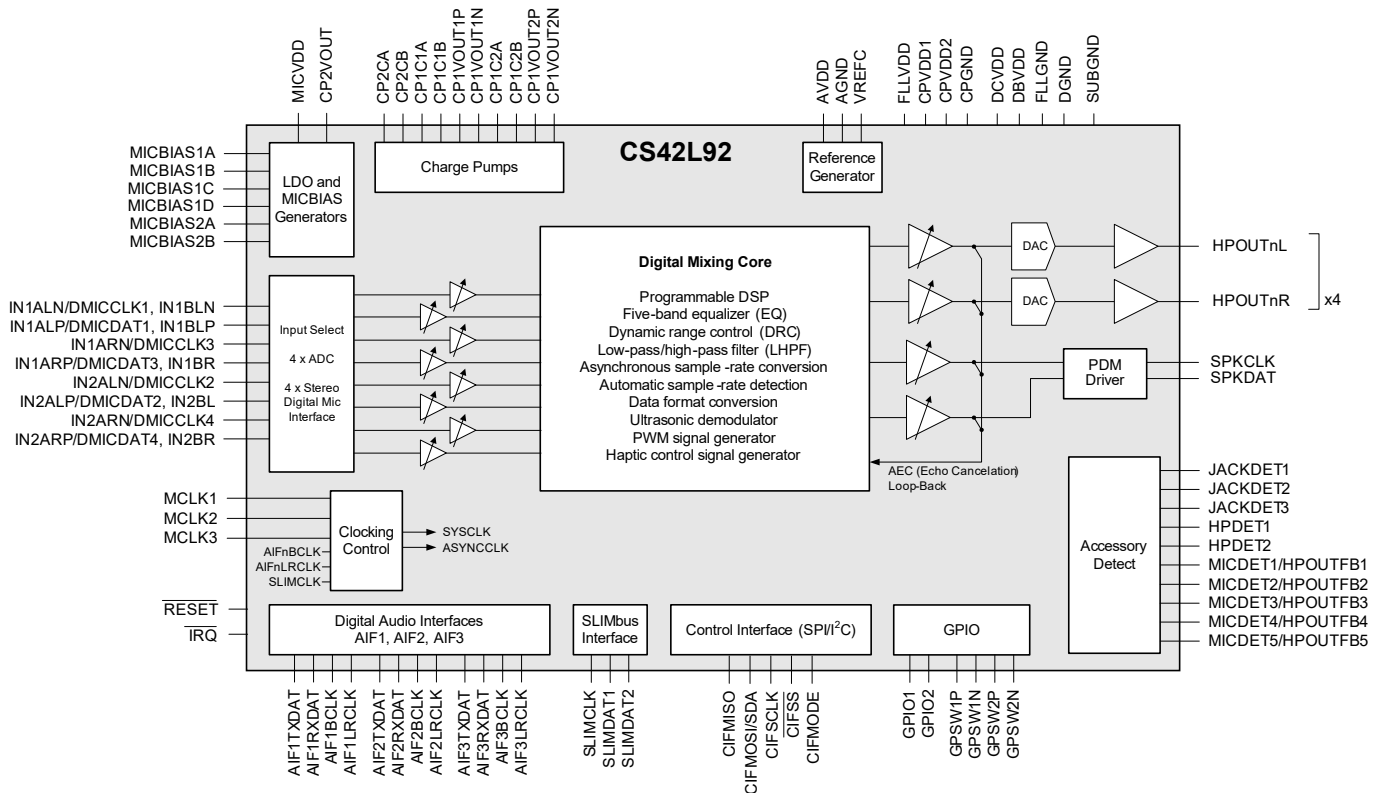 MICVDD
CP2VOUT
CP2CA
CP2CB
CP1C1A
CP1C1B
CP1VOUT1P
CP1VOUT1N
CP1C2A
CP1C2B
CP1VOUT2P
CP1VOUT2N
AVDD
AGND
VREFC
FLLVDD
CPVDD1
CPVDD2
CPGND
DCVDD
DBVDD
FLLGND
DGND
SUBGND
CS42L92
MICBIAS1A
MICBIAS1B
MICBIAS1C
MICBIAS1D
MICBIAS2A
MICBIAS2B
LDO and
MICBIAS
Generators
Charge Pumps
Reference
Generator
IN1ALN/DMICCLK1, IN1BLN
IN1ALP/DMICDAT1, IN1BLP
IN1ARN/DMICCLK3
IN1ARP/DMICDAT3, IN1BR
IN2ALN/DMICCLK2
IN2ALP/DMICDAT2, IN2BL
IN2ARN/DMICCLK4
IN2ARP/DMICDAT4, IN2BR
Input Select
4 x ADC
4 x Stereo
Digital Mic
Interface
Digital Mixing Core
Programmable DSP
Five-band equalizer (EQ)
Dynamic range control (DRC)
Low-pass/high-pass filter (LHPF)
Asynchronous sample -rate conversion
Automatic sample -rate detection
Data format conversion
Ultrasonic demodulator
PWM signal generator
Haptic control signal generator
DAC
DAC
HPOUTnL
HPOUTnR
x4
PDM
Driver
SPKCLK
SPKDAT
AEC (Echo Cancelation)
Loop-Back
MCLK1
MCLK2
MCLK3
AIFnBCLK
AIFnLRCLK
SLIMCLK
Clocking
Control
SYSCLK
ASYNCCLK
Accessory
Detect
JACKDET1
JACKDET2
JACKDET3
HPDET1
HPDET2
MICDET1/HPOUTFB1
MICDET2/HPOUTFB2
MICDET3/HPOUTFB3
MICDET4/HPOUTFB4
MICDET5/HPOUTFB5
RESET
IRQ
Digital Audio Interfaces
AIF1, AIF2, AIF3
SLIMbus
Interface
Control Interface (SPI/I²C)
GPIO
AIF1TXDAT
AIF1RXDAT
AIF1BCLK
AIF1LRCLK
AIF2TXDAT
AIF2RXDAT
AIF2BCLK
AIF2LRCLK
AIF3TXDAT
AIF3RXDAT
AIF3BCLK
AIF3LRCLK
SLIMCLK
SLIMDAT1
SLIMDAT2
CIFMISO
CIFMOSI/SDA
CIFSCLK
CIFSS
CIFMODE
GPIO1
GPIO2
GPSW1P
GPSW1N
GPSW2P
GPSW2N